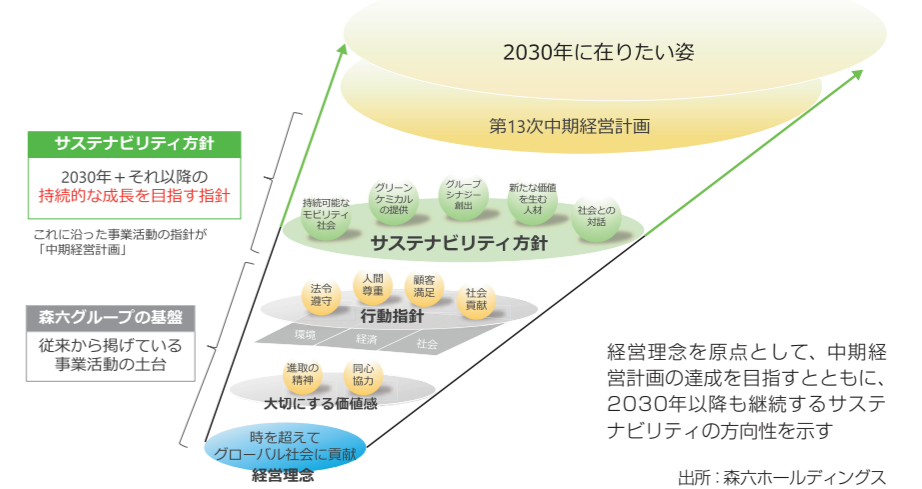 2030年に在りたい姿
第13次中期経営計画
サステナビリティ方針
2030年＋それ以降の
持続的な成長を目指す指針
これに沿った事業活動の指針が
「中期経営計画」
持続可能な
モビリティ
社会
グリーン
ケミカル
の提供
グループ
シナジー
創出
新たな価値
を生む
人材
社会との
対話
サステナビリティ方針
森六グループの基盤
従来から掲げている
事業活動の土台
法令
遵守
人間
尊重
顧客
満足
社会
貢献
行動指針
環境
経済
社会
進取の
精神
同心
協力
大切にする価値感
時を超えて
グローバル社会に貢献
経営理念
経営理念を原点として、中期経
営計画の達成を目指すとともに、
2030年以降も継続するサステ
ナビリティの方向性を示す
出所：森六ホールディングス